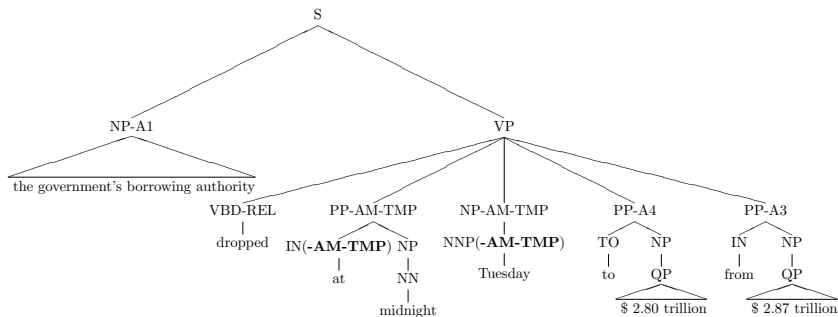 S
NP-A1 VP
the government's borrowing authority
VBD-REL PP-AM-TMP NP-AM-TMP PP-A4 PP-A3
dropped IN(-AM-TMP) NP NNP(-AM-TMP) TO NP IN NP
at NN Tuesday to QP from QP
midnight $ 2.80 trillion $ 2.87 trillion